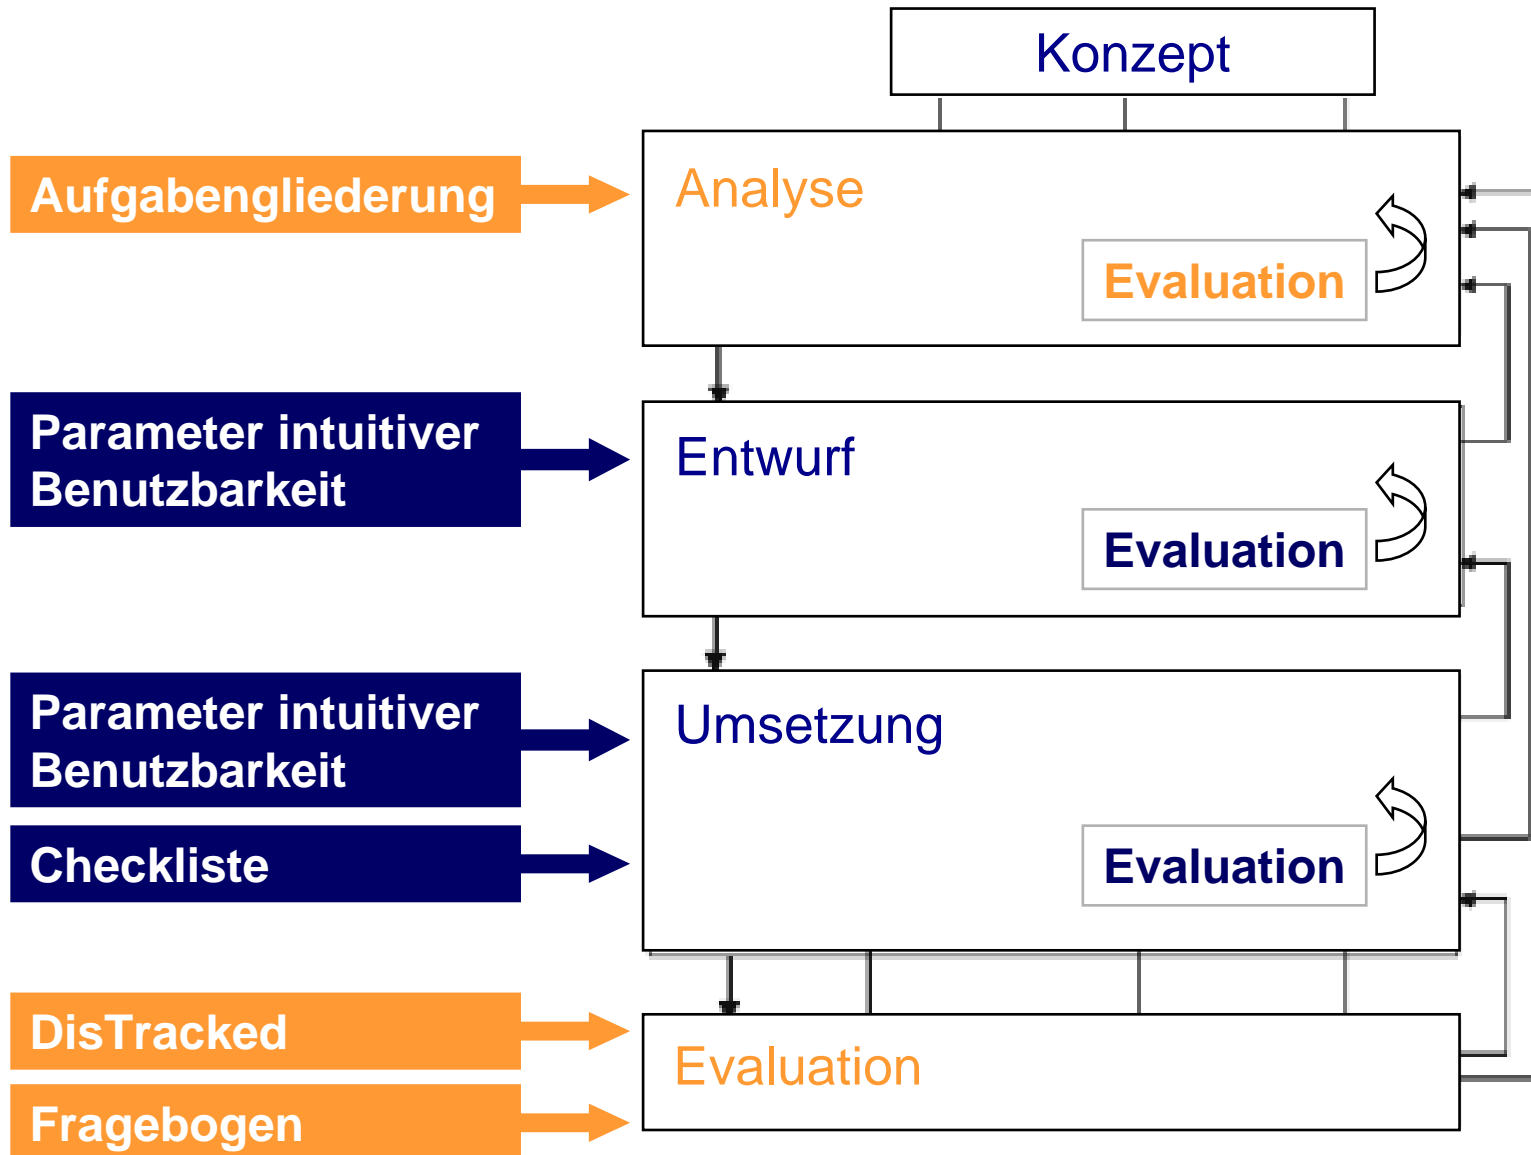 Konzept
Aufgabengliederung
Analyse
Evaluation
Parameter intuitiver
Benutzbarkeit
Entwurf
Evaluation
Parameter intuitiver
Benutzbarkeit
Umsetzung
Checkliste
Evaluation
DisTracked
Evaluation
Fragebogen